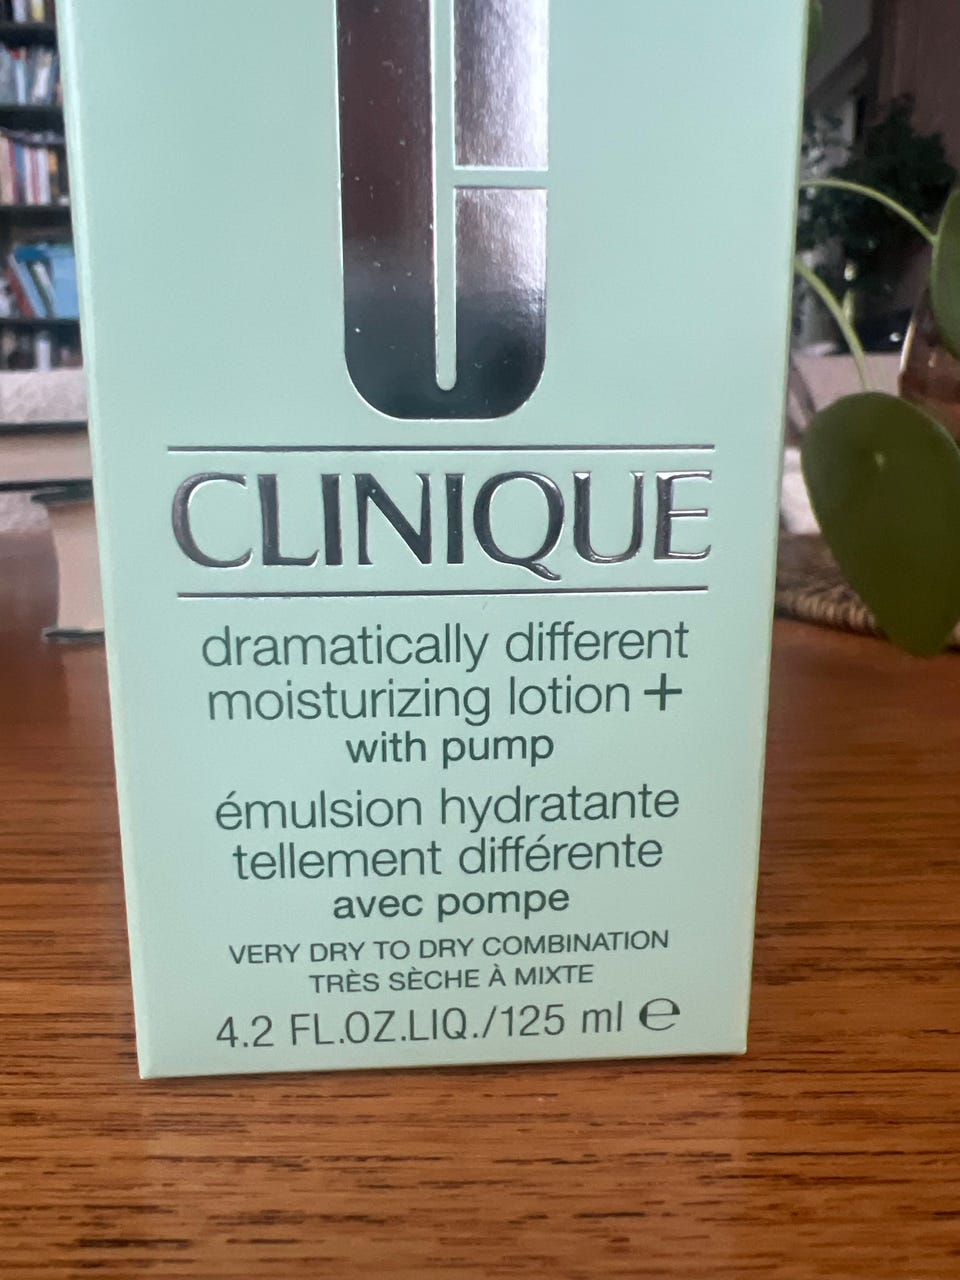 CLINIQUE
dramatically different
moisturizing lotion +
with pump
émulsion hydratante
tellement différente
avec pompe
VERY DRY TO DRY COMBINATION
TRÈS SÈCHE À MIXTE
4.2 FL.OZ.LIQ./125 ml ℮